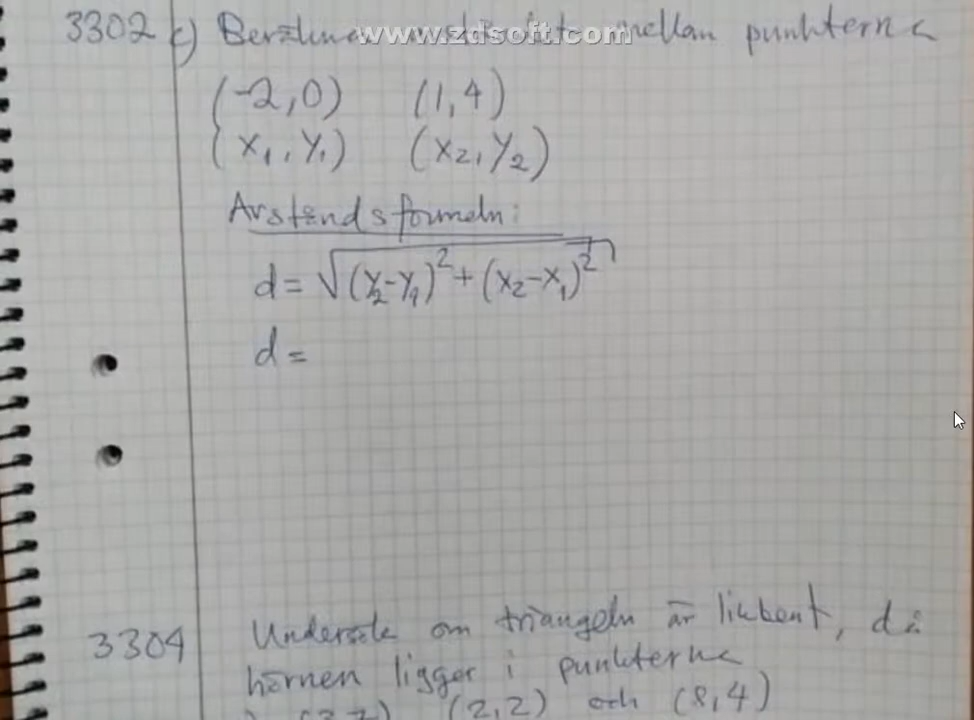 3302 c) Beräkna avståndet mellan punkterna
www.zdsoft.com
(-2,0) (1,4)
(x₁, y₁) (x₂, y₂)
Avståndsformeln:
d = √(y₂-y₁)² + (x₂-x₁)²
d =
3304 Undersök om triangeln är likbent, då
hörnen ligger i punkterna
(2,2) och (8,4)